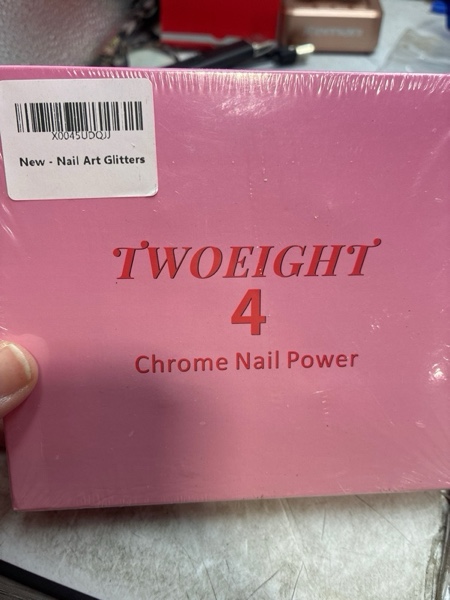 X0045UDQJJ
New - Nail Art Glitters
TWOEIGHT
4
Chrome Nail Power